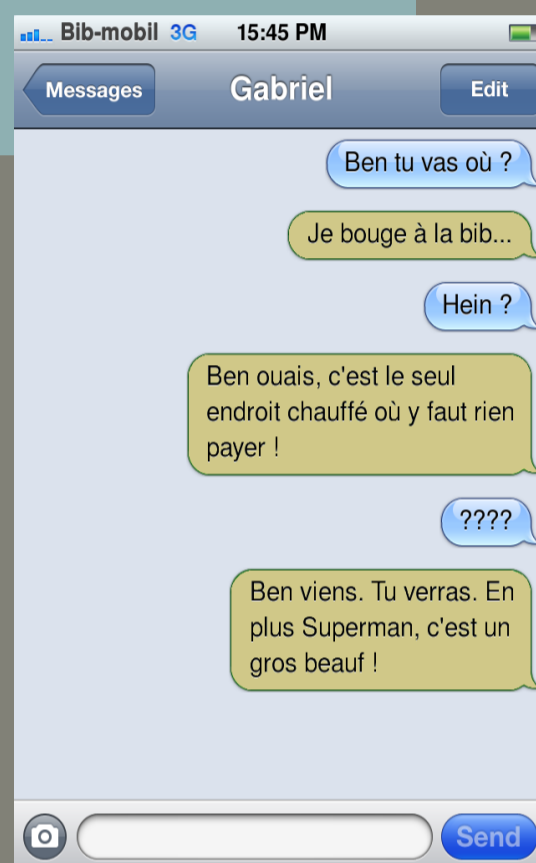 Bib-mobil 3G 15:45 PM
Messages Gabriel Edit
Ben tu vas où ?
Je bouge à la bib...
Hein ?
Ben ouais, c'est le seul
endroit chauffé où y faut rien
payer !
????
Ben viens. Tu verras. En
plus Superman, c'est un
gros beauf !
Send